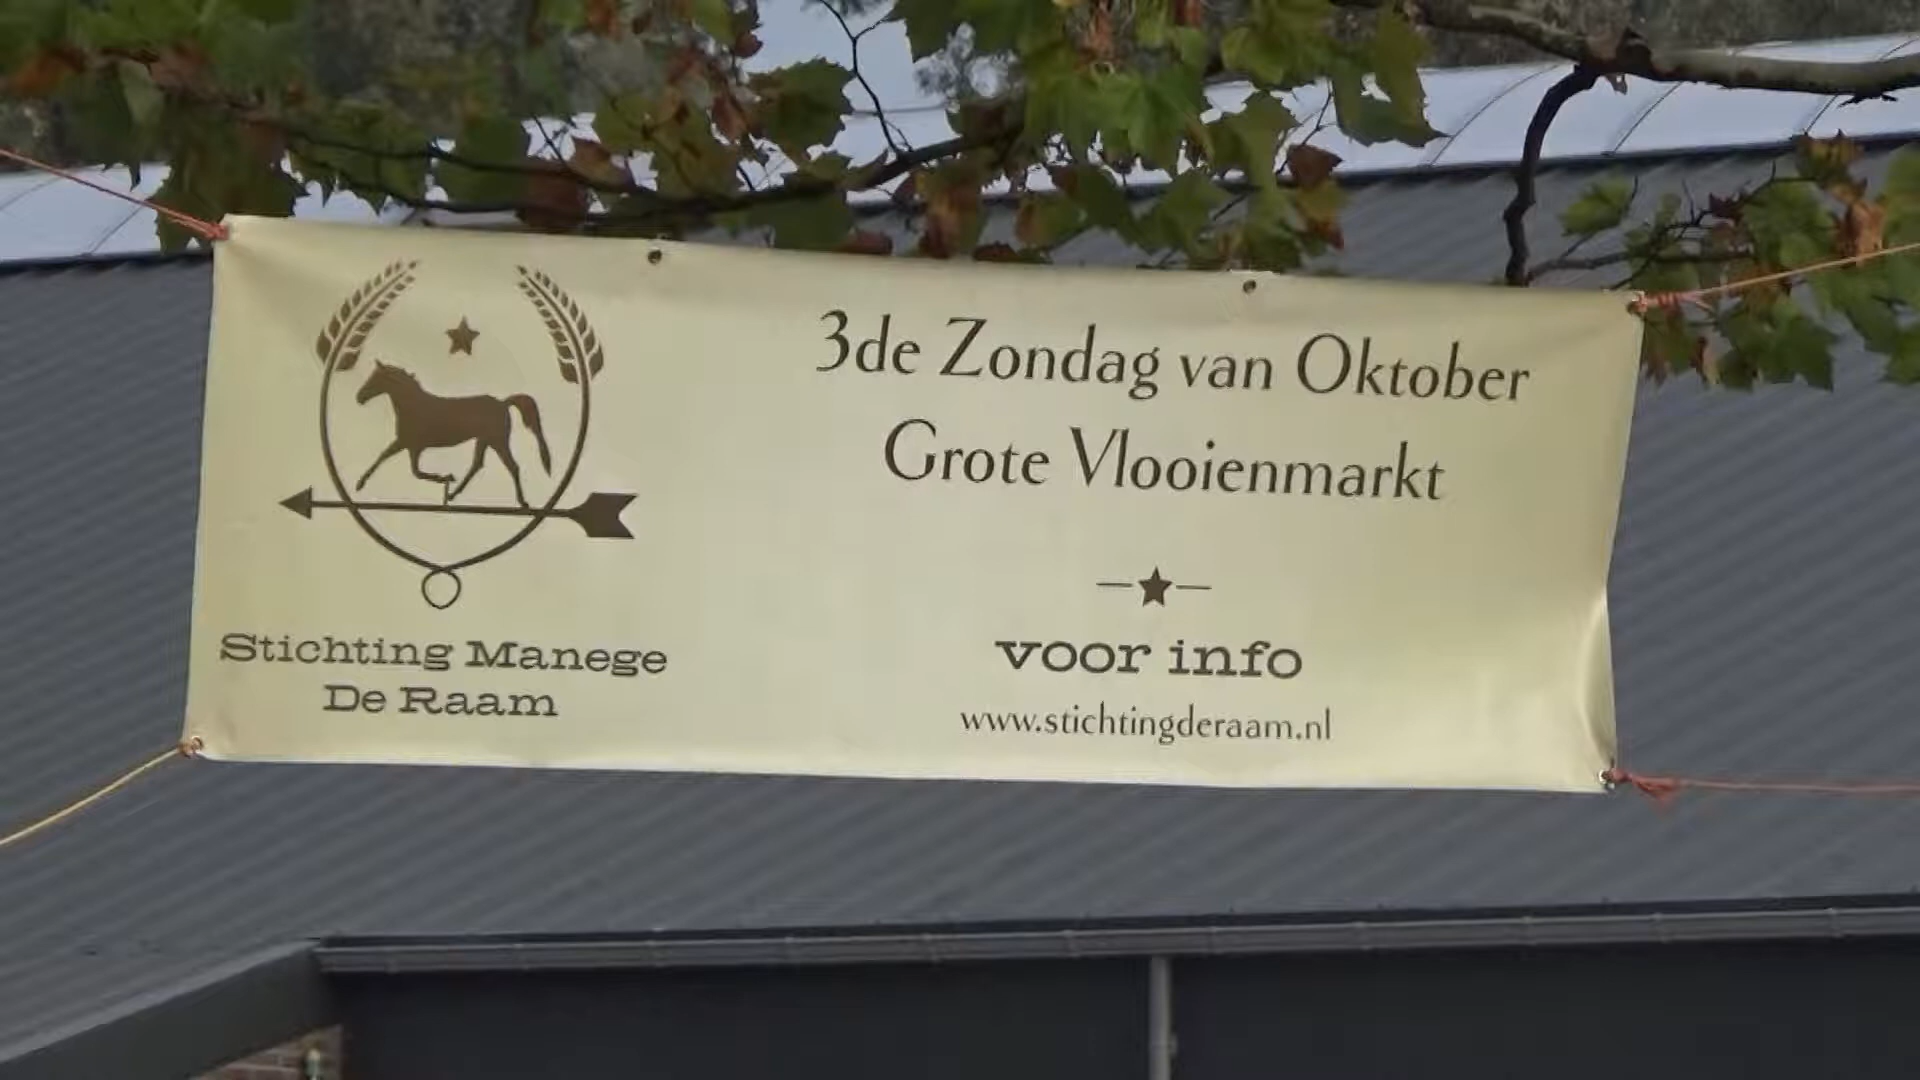 3de Zondag van Oktober
Grote Vlooienmarkt
Stichting Manege
De Raam
voor info
www.stichtingderaam.nl